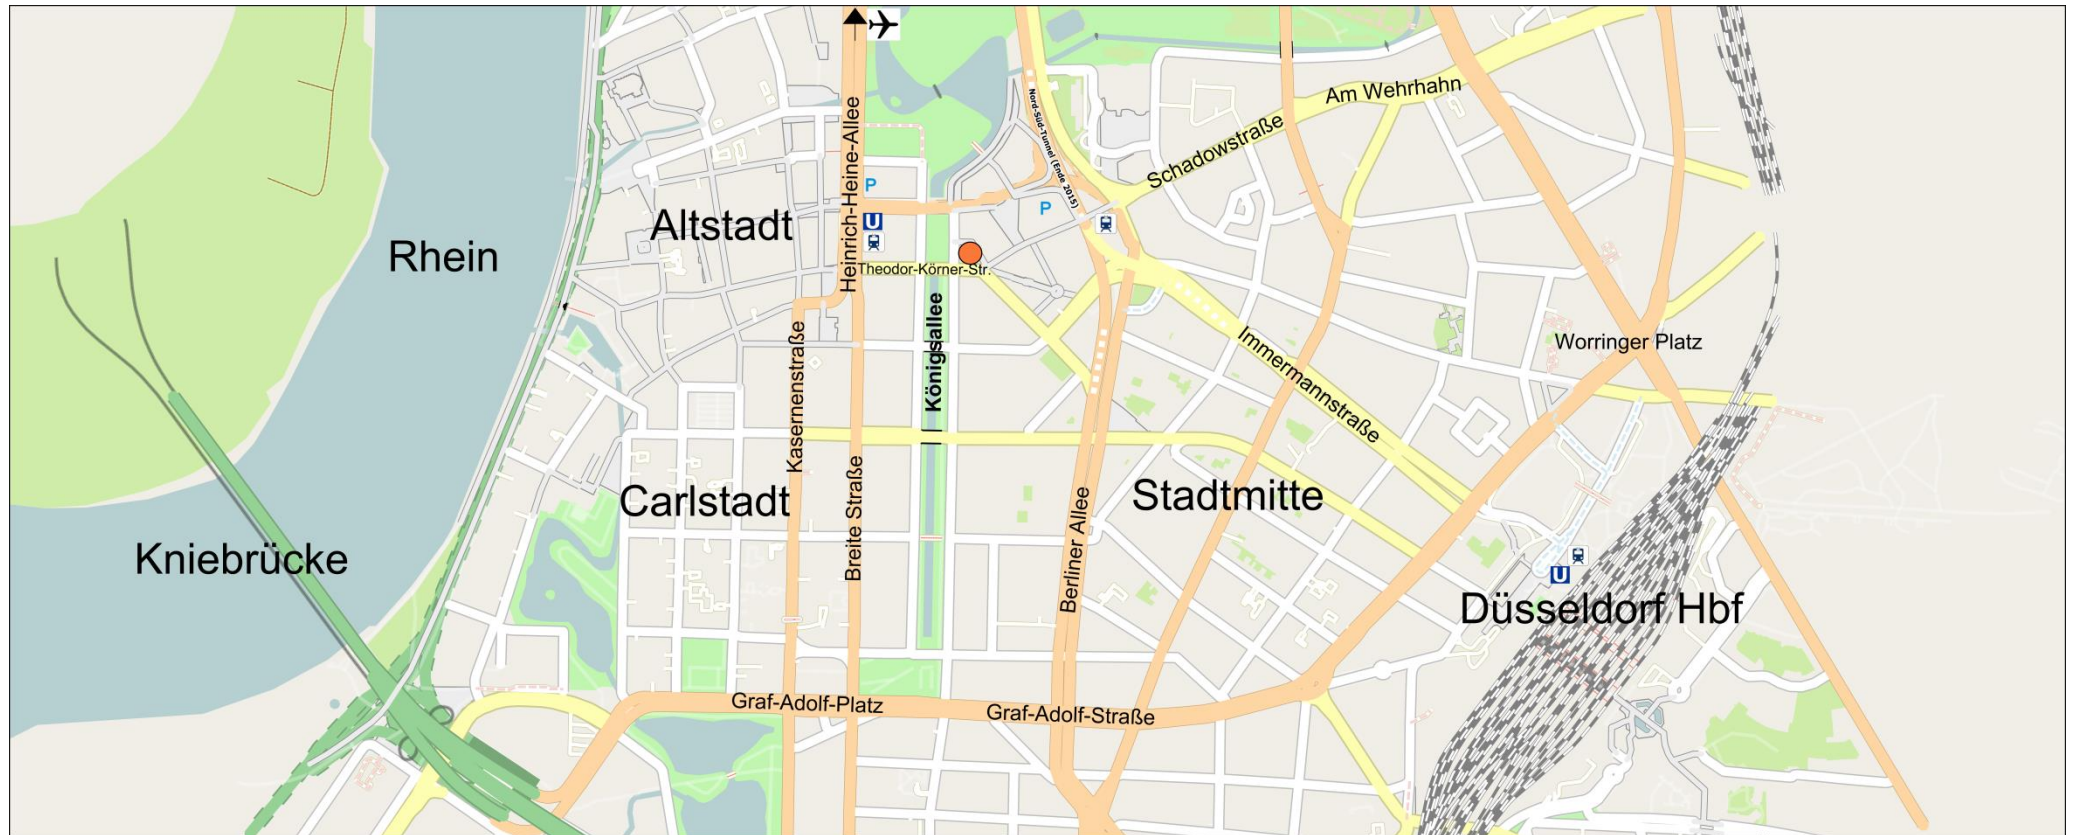 Am Wehrhahn
Nord-Süd-Tunnel (Ende 2015)
Heinrich-Heine-Allee
Schadowstraße
P
P
Altstadt
U
Rhein
Theodor-Körner-Str.
Königsallee
Immermannstraße
Worringer Platz
Kasernenstraße
Carlstadt
Breite Straße
Stadtmitte
Berliner Allee
Kniebrücke
U
Düsseldorf Hbf
Graf-Adolf-Platz
Graf-Adolf-Straße